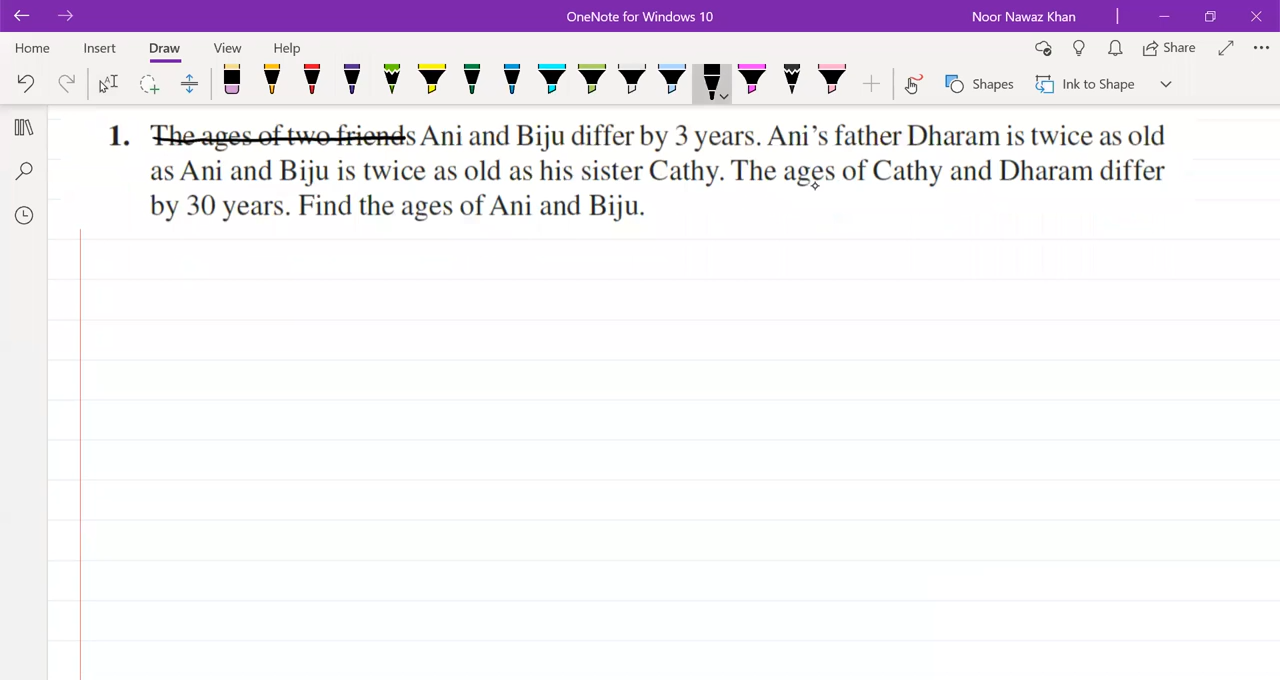 OneNote for Windows 10
Noor Nawaz Khan
Home Insert Draw View Help
Share
Shapes
Ink to Shape
1. The ages of two friends Ani and Biju differ by 3 years. Ani's father Dharam is twice as old
as Ani and Biju is twice as old as his sister Cathy. The ages of Cathy and Dharam differ
by 30 years. Find the ages of Ani and Biju.